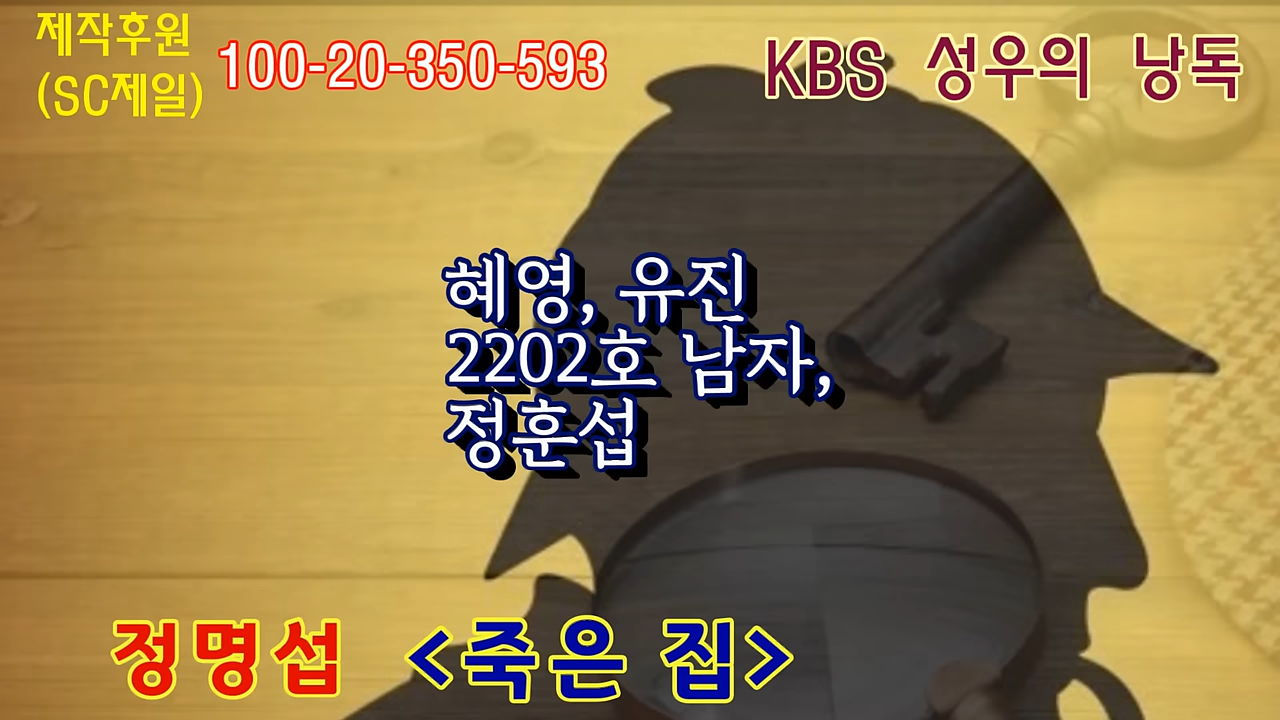 제작후원
(SC제일)
100-20-350-593
KBS 성우의 낭독
혜영, 유진
2202호 남자,
정훈섭
정명섭 <죽은 집>